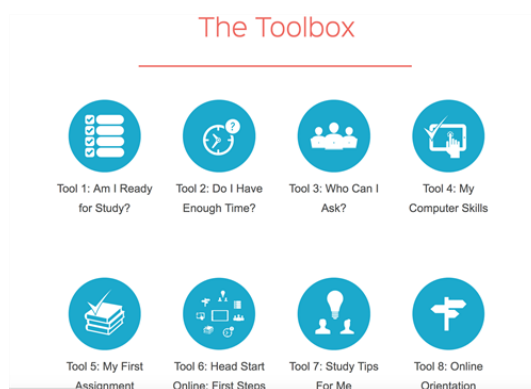 The Toolbox
?
Tool 1: Am I Ready
for Study?
Tool 2: Do I Have
Enough Time?
Tool 3: Who Can I
Ask?
Tool 4: My
Computer Skills
Tool 5: My First
Assignment
Tool 6: Head Start
Online: First Steps
Tool 7: Study Tips
For Me
Tool 8: Online
Orientation